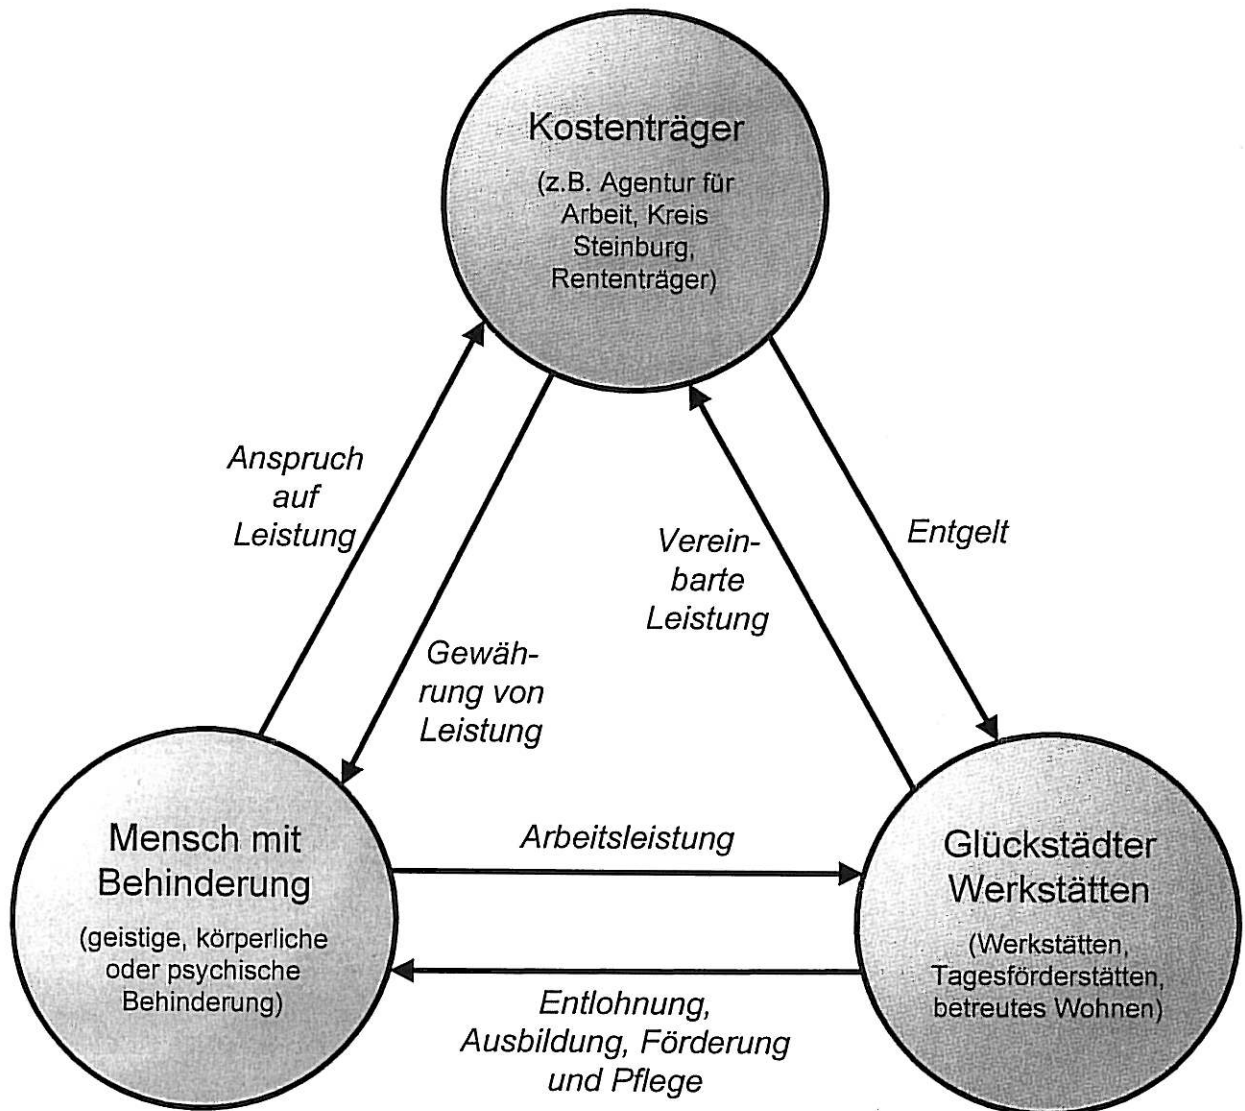 Kostenträger
(z.B. Agentur für
Arbeit, Kreis
Steinburg,
Rententräger)
Anspruch
auf
Leistung
Gewäh-
rung von
Leistung
Verein-
barte
Leistung
Entgelt
Mensch mit
Behinderung
(geistige, körperliche
oder psychische
Behinderung)
Arbeitsleistung
Entlohnung,
Ausbildung, Förderung
und Pflege
Glückstädter
Werkstätten
(Werkstätten,
Tagesförderstätten,
betreutes Wohnen)